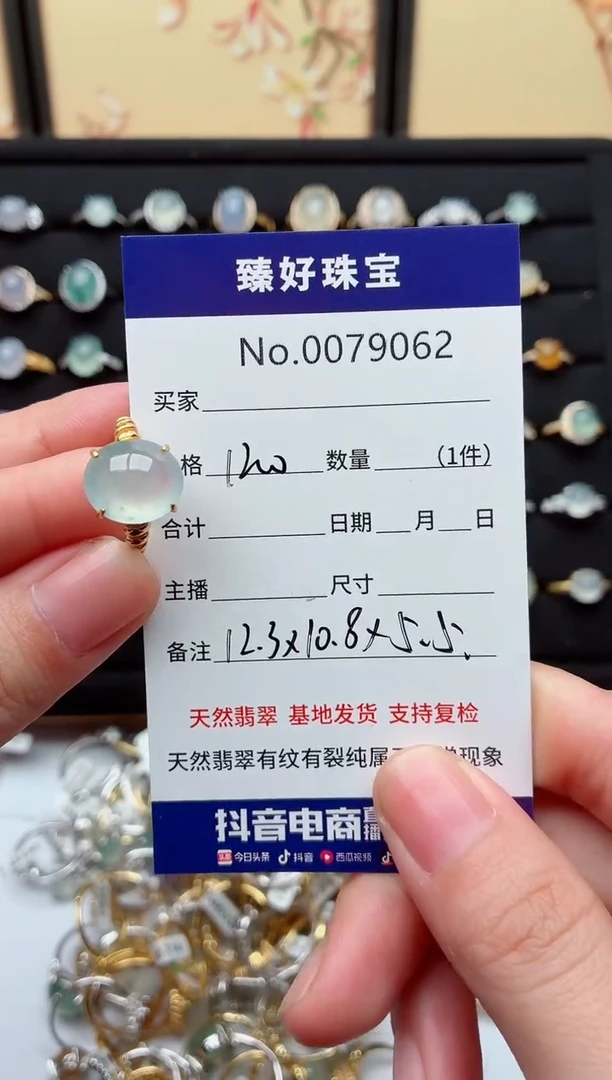 臻好珠宝
No.0079062
买家
格 120 数量 (1件)
合计 日期 月 日
主播 尺寸
备注 12.3x10.8x5.5.
天然翡翠 基地发货 支持复检
天然翡翠有纹有裂纯属 现象
抖音电商
今日头条 抖音 西瓜视频